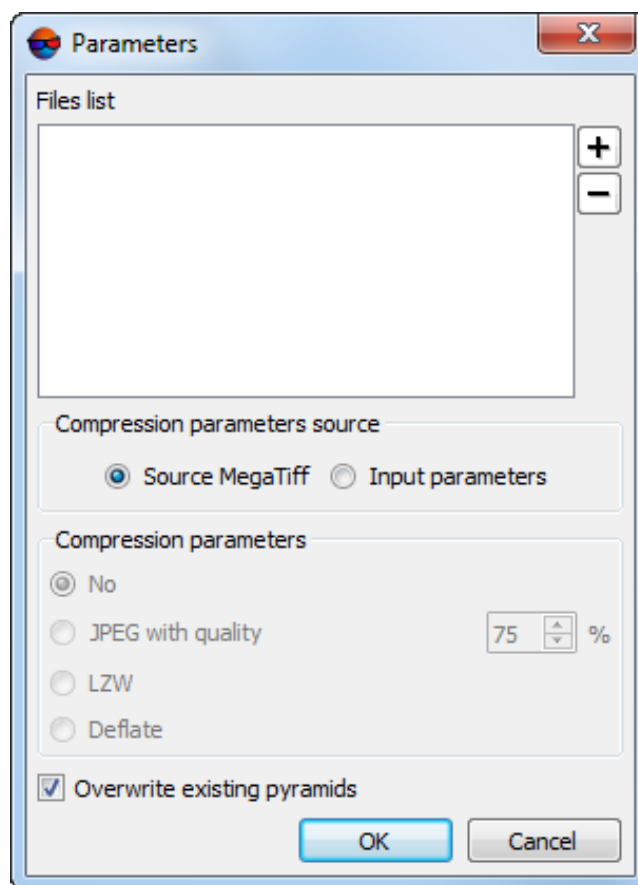 Parameters
Files list
+
−
Compression parameters source
Source MegaTiff Input parameters
Compression parameters
No
JPEG with quality 75 %
LZW
Deflate
Overwrite existing pyramids
OK Cancel